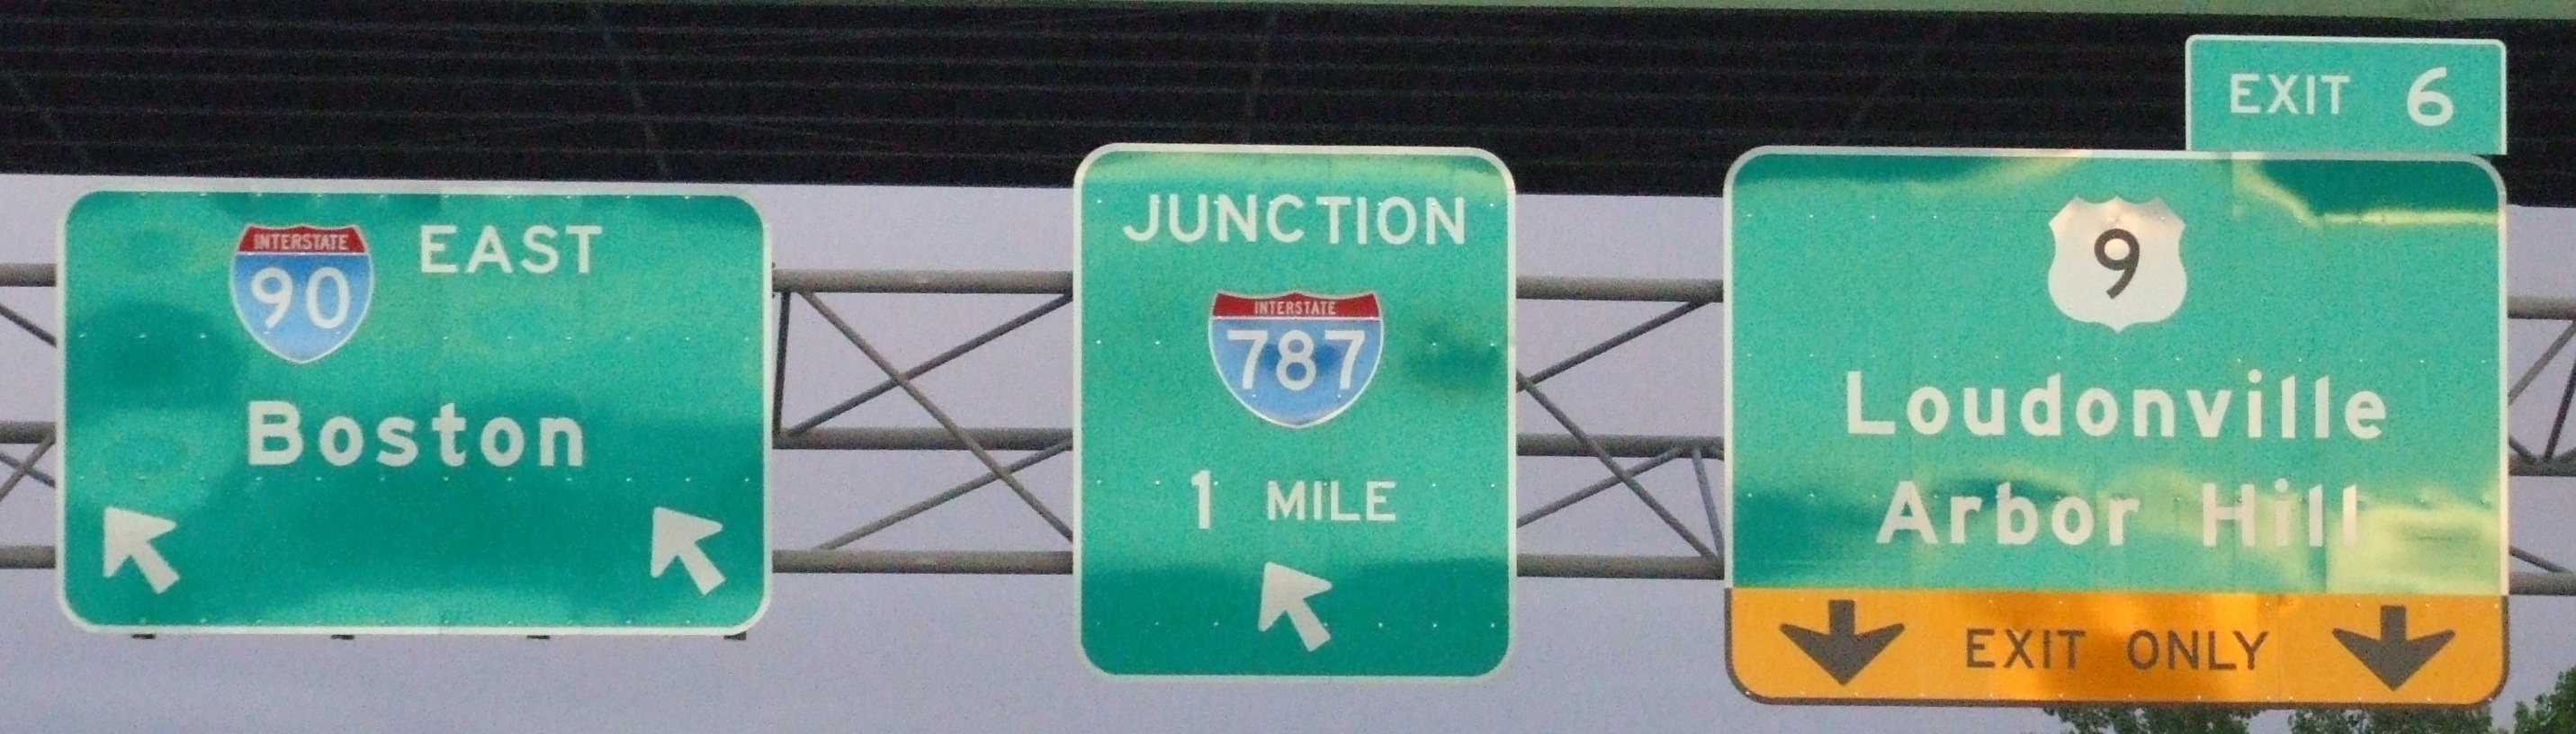 INTERSTATE
90
EAST
Boston
JUNCTION
INTERSTATE
787
1 MILE
EXIT 6
9
Loudonville
Arbor Hill
EXIT ONLY